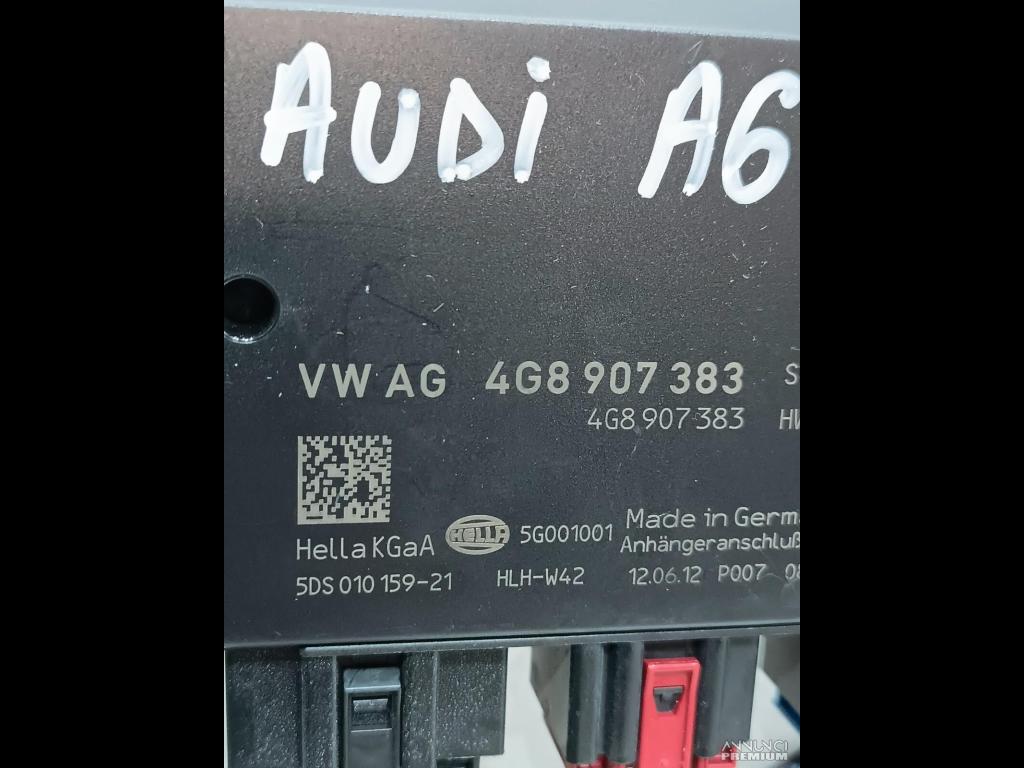 AUDi A6
VW AG 4G8 907 383
4G8 907 383
Hella KGaA HELLA 5G001001 Made in Germ
Anhängeranschluß
5DS 010 159-21 HLH-W42 12.06.12 P007
ANNUNCI
PREMIUM